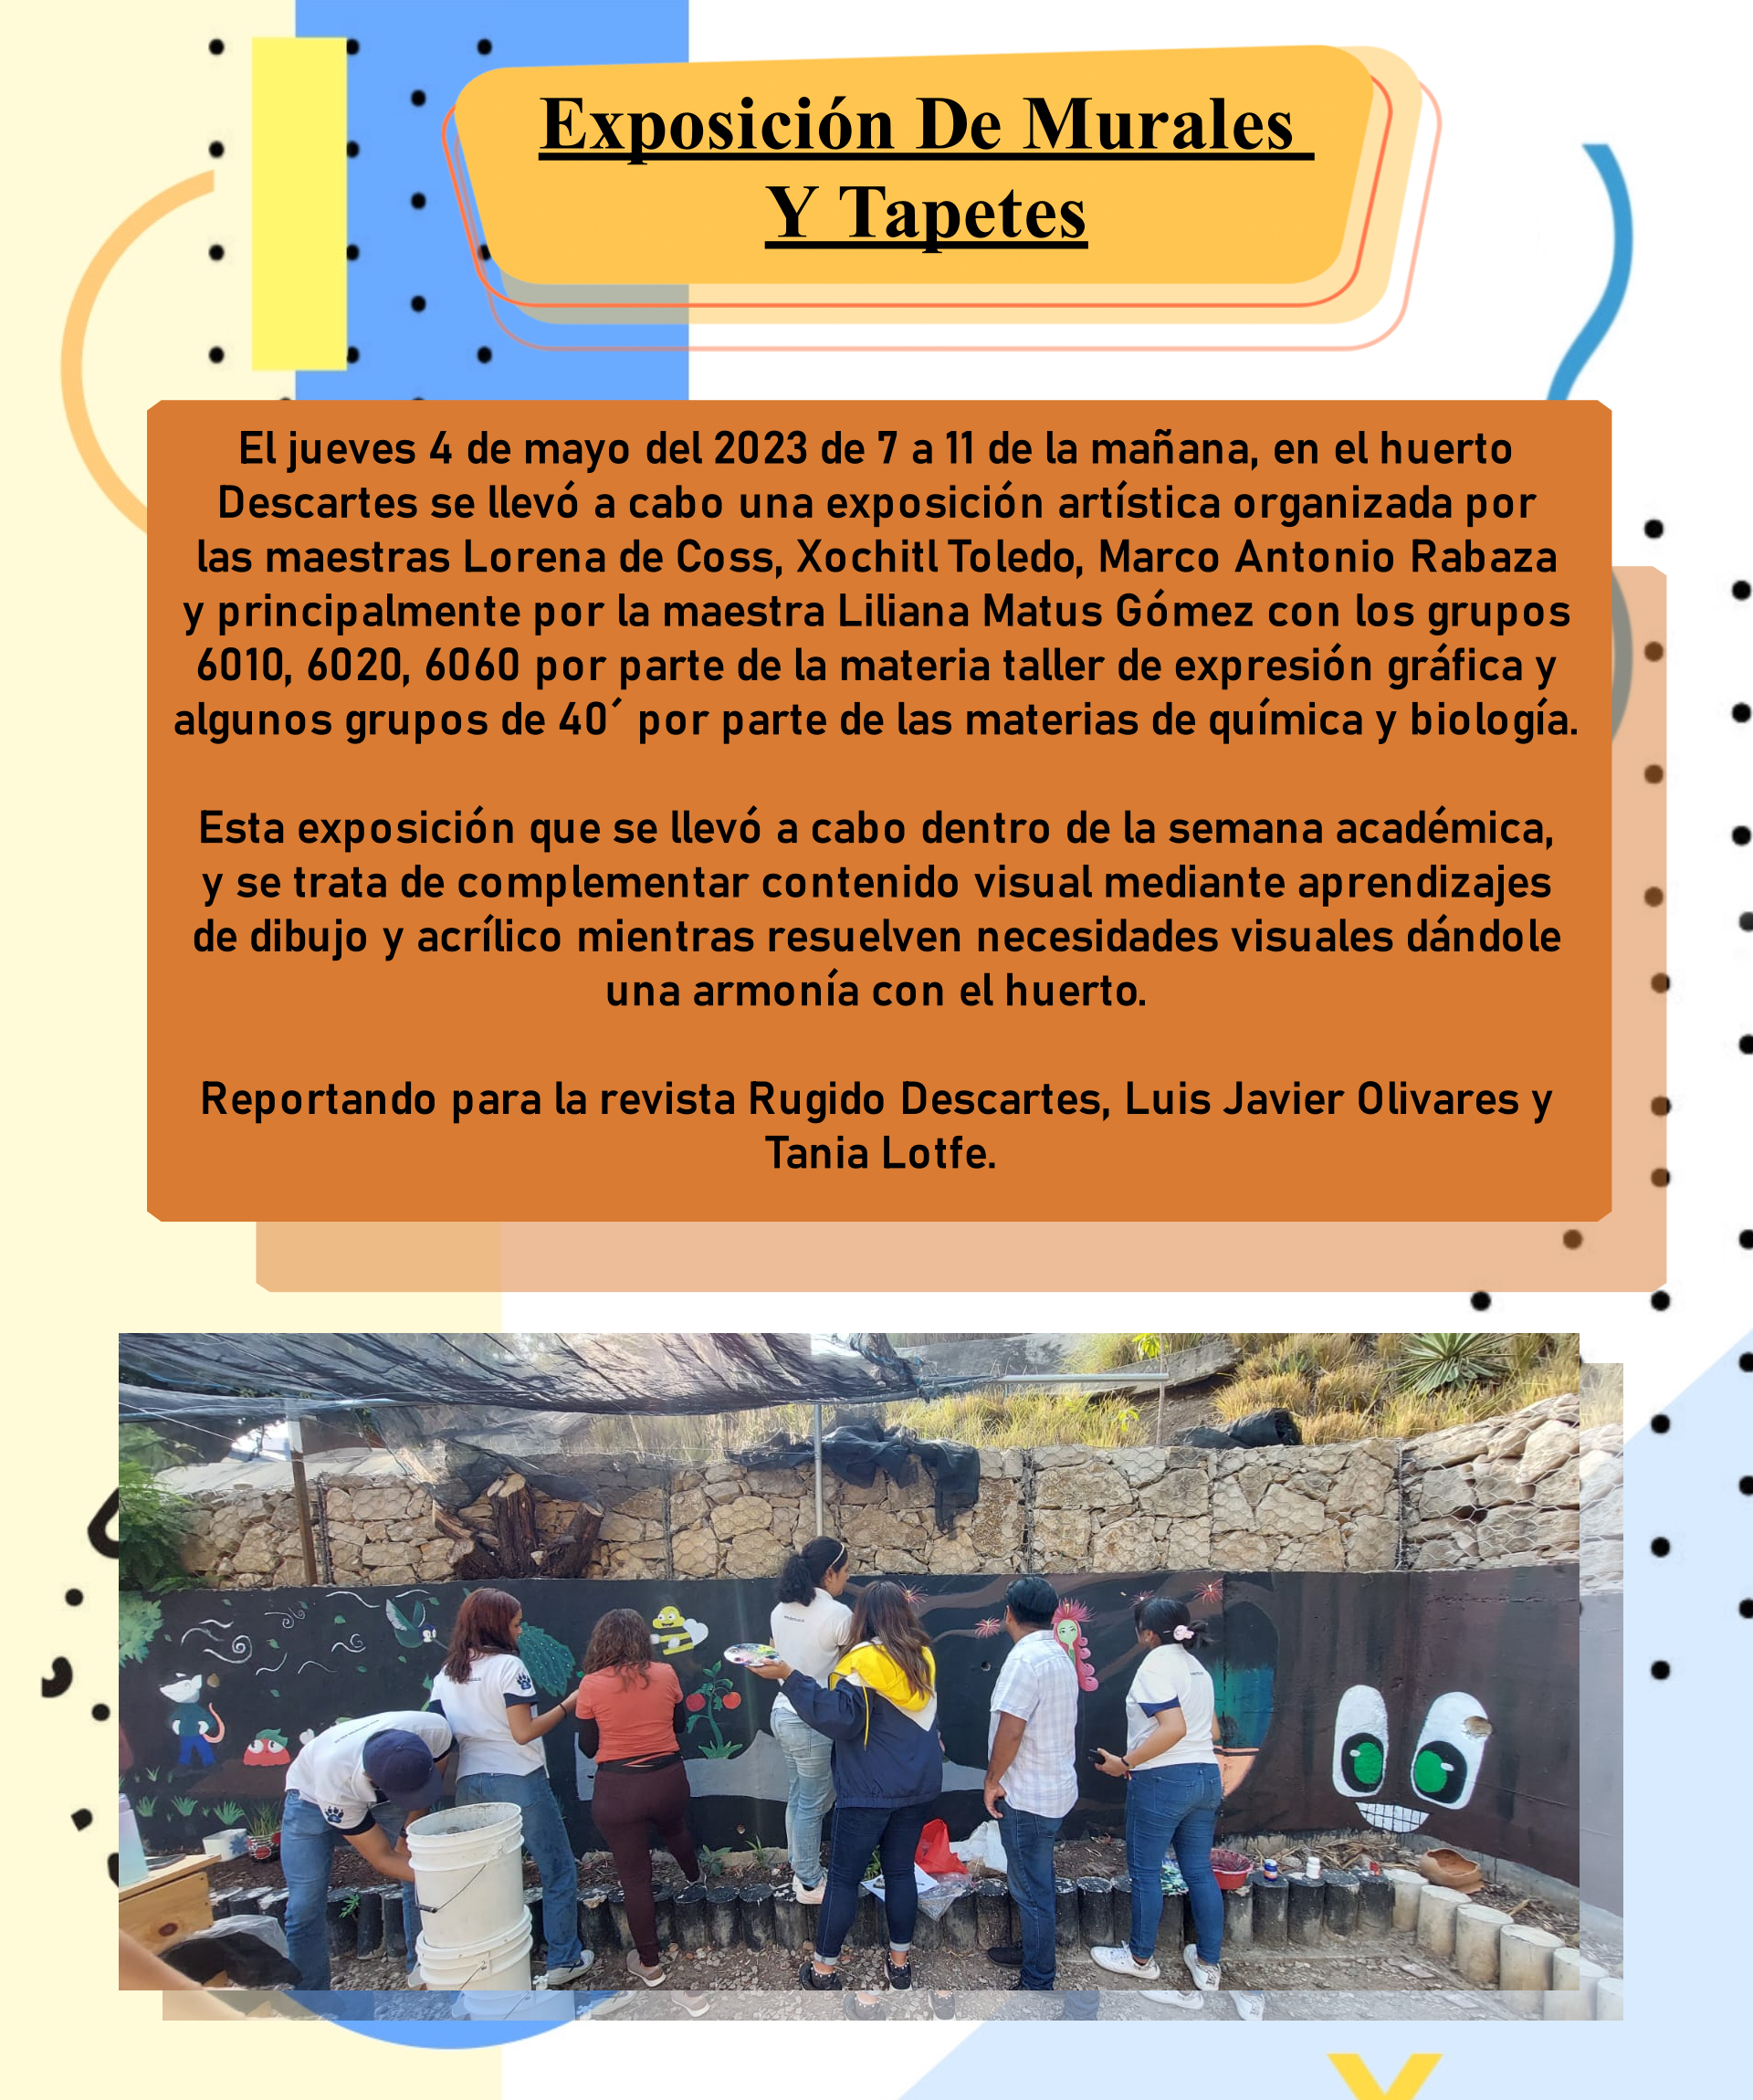 Exposición De Murales
Y Tapetes
El jueves 4 de mayo del 2023 de 7 a 11 de la mañana, en el huerto
Descartes se llevó a cabo una exposición artística organizada por
las maestras Lorena de Coss, Xochitl Toledo, Marco Antonio Rabaza
y principalmente por la maestra Liliana Matus Gómez con los grupos
6010, 6020, 6060 por parte de la materia taller de expresión gráfica y
algunos grupos de 40´ por parte de las materias de química y biología.
Esta exposición que se llevó a cabo dentro de la semana académica,
y se trata de complementar contenido visual mediante aprendizajes
de dibujo y acrílico mientras resuelven necesidades visuales dándole
una armonía con el huerto.
Reportando para la revista Rugido Descartes, Luis Javier Olivares y
Tania Lotfe.